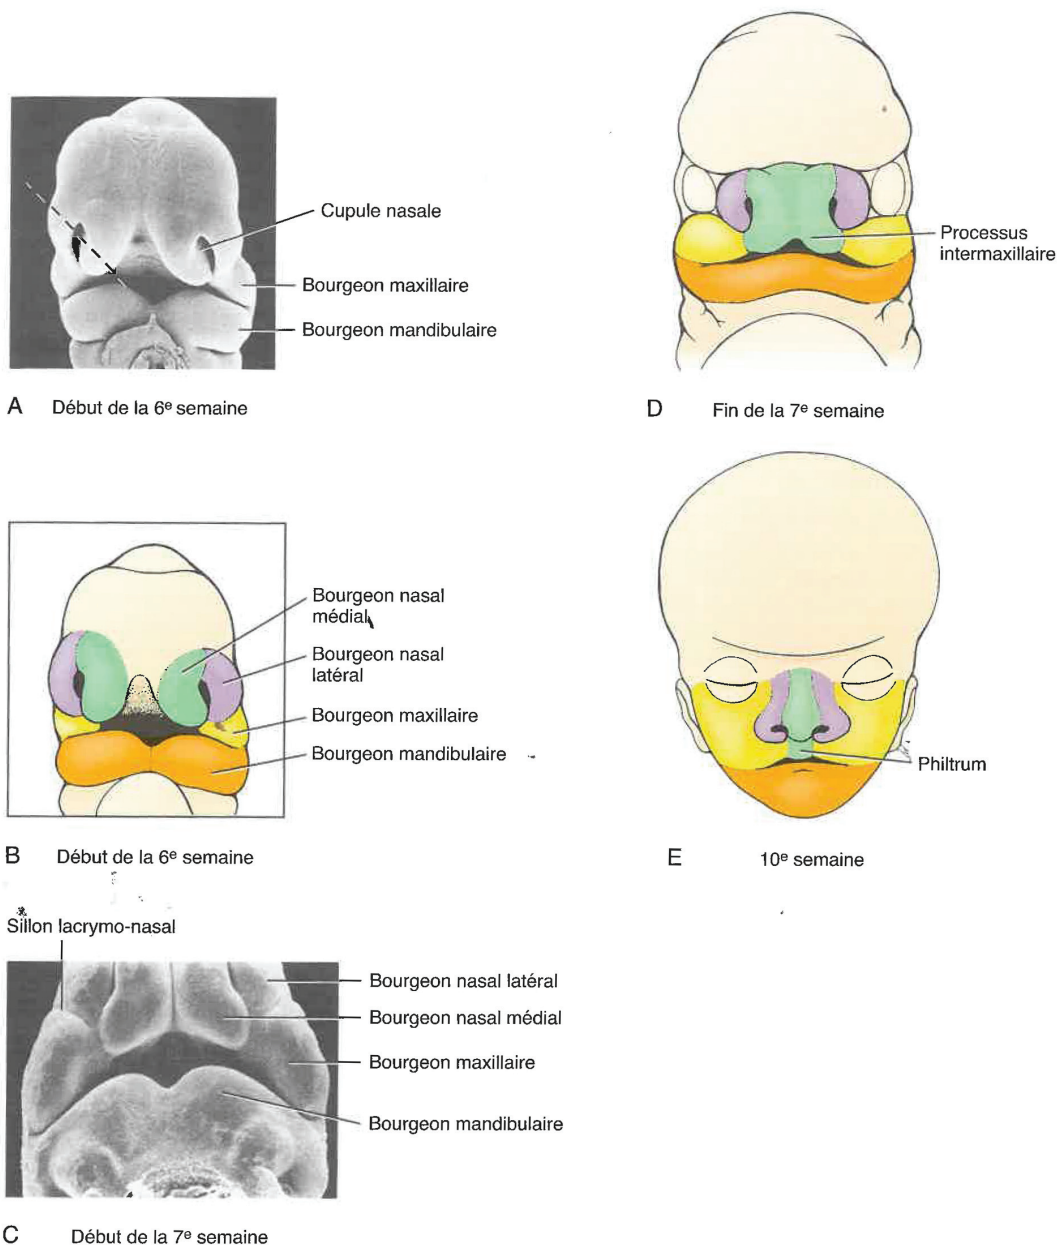 Cupule nasale
Bourgeon maxillaire
Bourgeon mandibulaire
A Début de la 6e semaine
Bourgeon nasal
médial
Bourgeon nasal
latéral
Bourgeon maxillaire
Bourgeon mandibulaire
B Début de la 6e semaine
Sillon lacrymo-nasal
Bourgeon nasal latéral
Bourgeon nasal médial
Bourgeon maxillaire
Bourgeon mandibulaire
C Début de la 7e semaine
Processus
intermaxillaire
D Fin de la 7e semaine
Philtrum
E 10e semaine